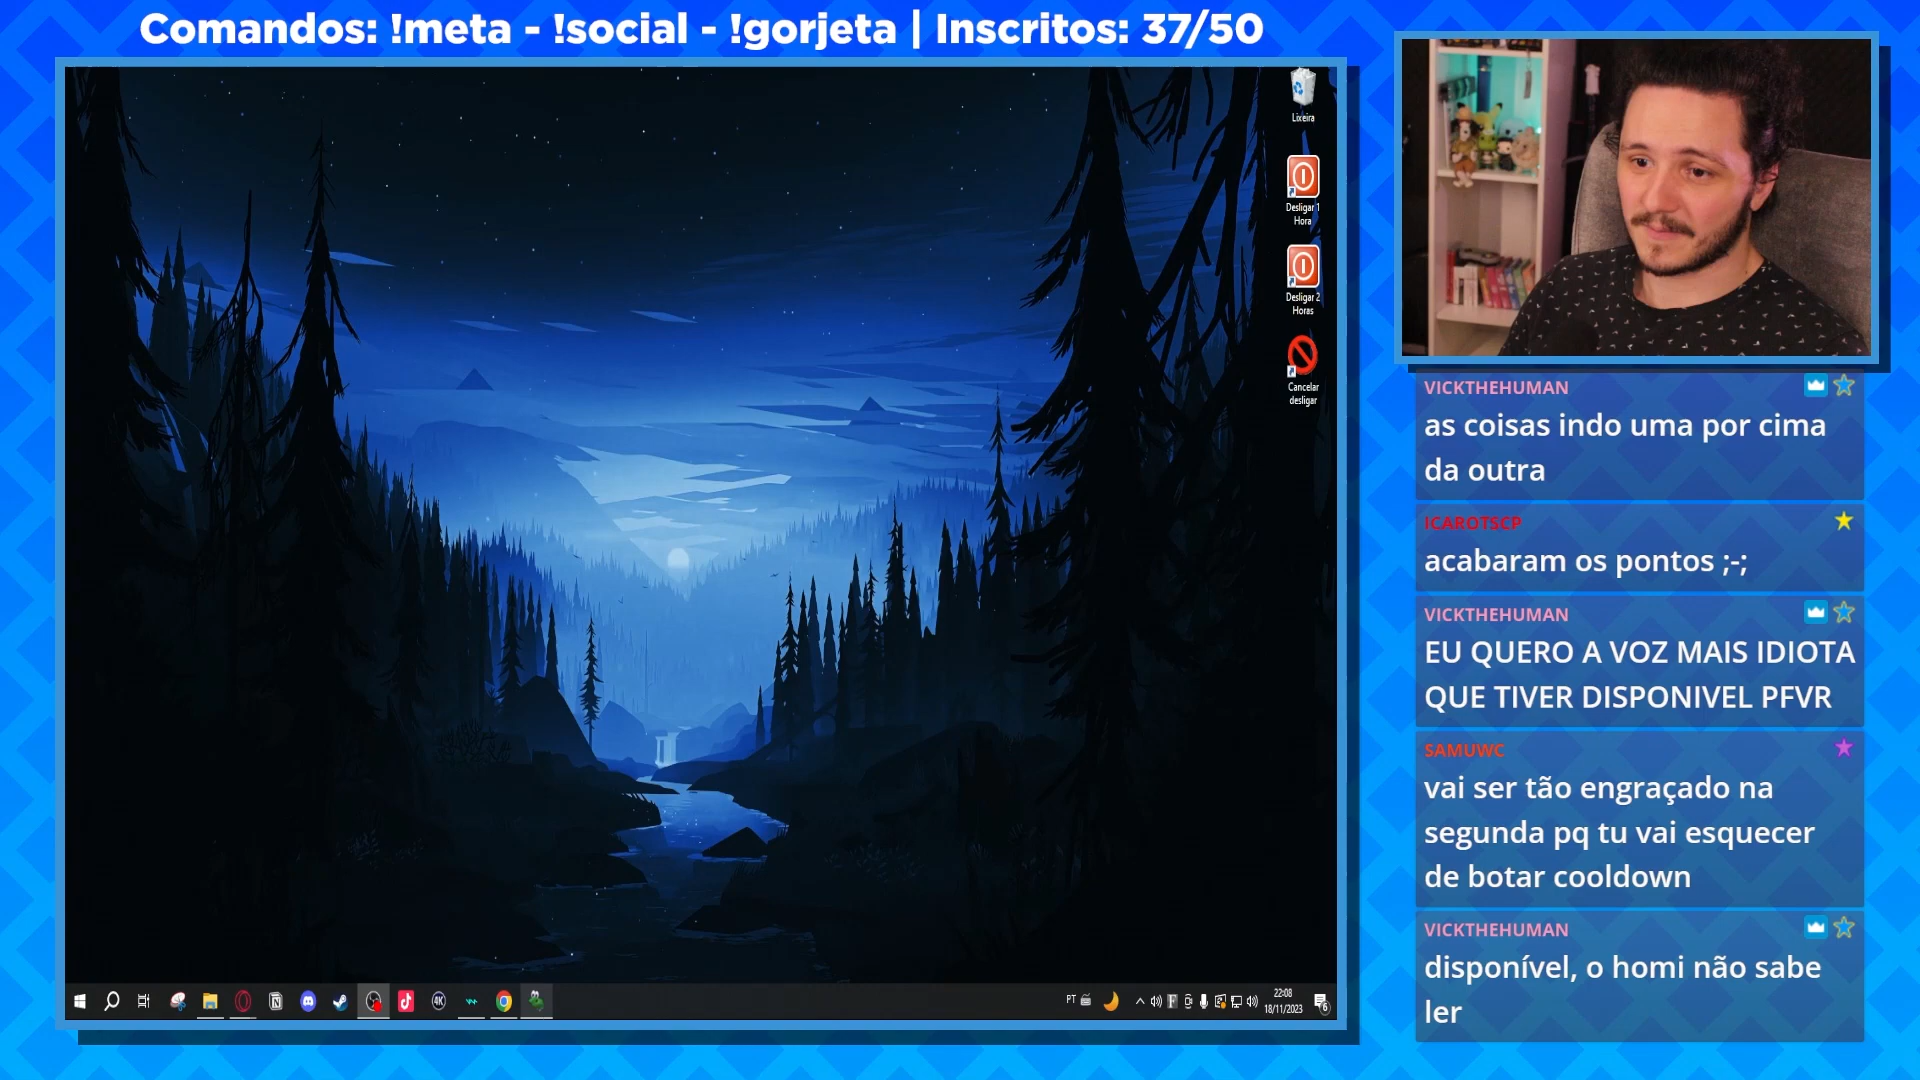 Comandos: !meta - !social - !gorjeta | Inscritos: 37/50
Lixeira
Desligar 1
Hora
Desligar 2
Horas
Cancelar
desligar
VICKTHEHUMAN
as coisas indo uma por cima
da outra
ICAROTSCP
acabaram os pontos ;-;
VICKTHEHUMAN
EU QUERO A VOZ MAIS IDIOTA
QUE TIVER DISPONIVEL PFVR
SAMUWC
vai ser tão engraçado na
segunda pq tu vai esquecer
de botar cooldown
VICKTHEHUMAN
disponível, o homi não sabe
ler
4K
PT
F
22:08
18/11/2023
6